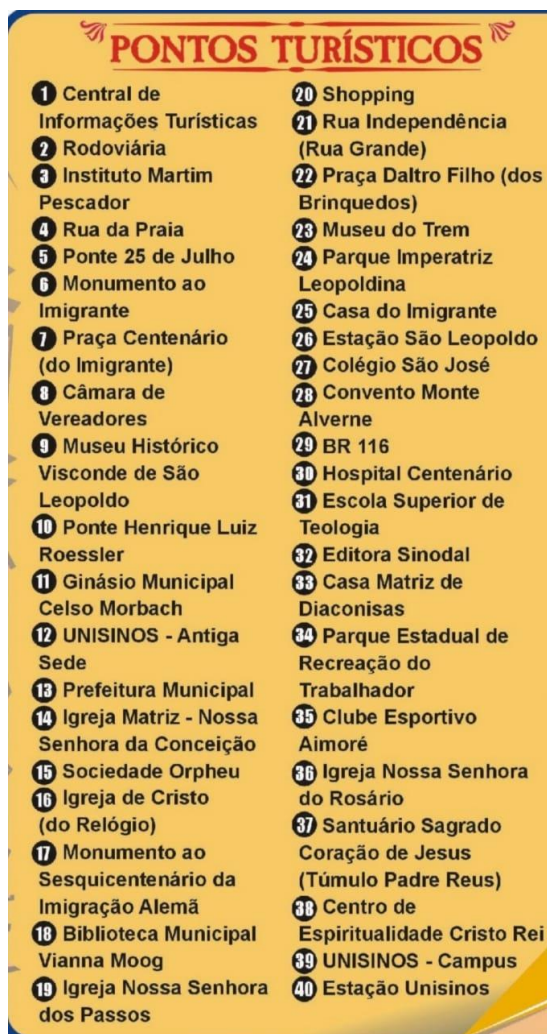 PONTOS TURÍSTICOS
1 Central de
Informações Turísticas
2 Rodoviária
3 Instituto Martim
Pescador
4 Rua da Praia
5 Ponte 25 de Julho
6 Monumento ao
Imigrante
7 Praça Centenário
(do Imigrante)
8 Câmara de
Vereadores
9 Museu Histórico
Visconde de São
Leopoldo
10 Ponte Henrique Luiz
Roessler
11 Ginásio Municipal
Celso Morbach
12 UNISINOS - Antiga
Sede
13 Prefeitura Municipal
14 Igreja Matriz - Nossa
Senhora da Conceição
15 Sociedade Orpheu
16 Igreja de Cristo
(do Relógio)
17 Monumento ao
Sesquicentenário da
Imigração Alemã
18 Biblioteca Municipal
Vianna Moog
19 Igreja Nossa Senhora
dos Passos
20 Shopping
21 Rua Independência
(Rua Grande)
22 Praça Daltro Filho (dos
Brinquedos)
23 Museu do Trem
24 Parque Imperatriz
Leopoldina
25 Casa do Imigrante
26 Estação São Leopoldo
27 Colégio São José
28 Convento Monte
Alverne
29 BR 116
30 Hospital Centenário
31 Escola Superior de
Teologia
32 Editora Sinodal
33 Casa Matriz de
Diaconisas
34 Parque Estadual de
Recreação do
Trabalhador
35 Clube Esportivo
Aimoré
36 Igreja Nossa Senhora
do Rosário
37 Santuário Sagrado
Coração de Jesus
(Túmulo Padre Reus)
38 Centro de
Espiritualidade Cristo Rei
39 UNISINOS - Campus
40 Estação Unisinos